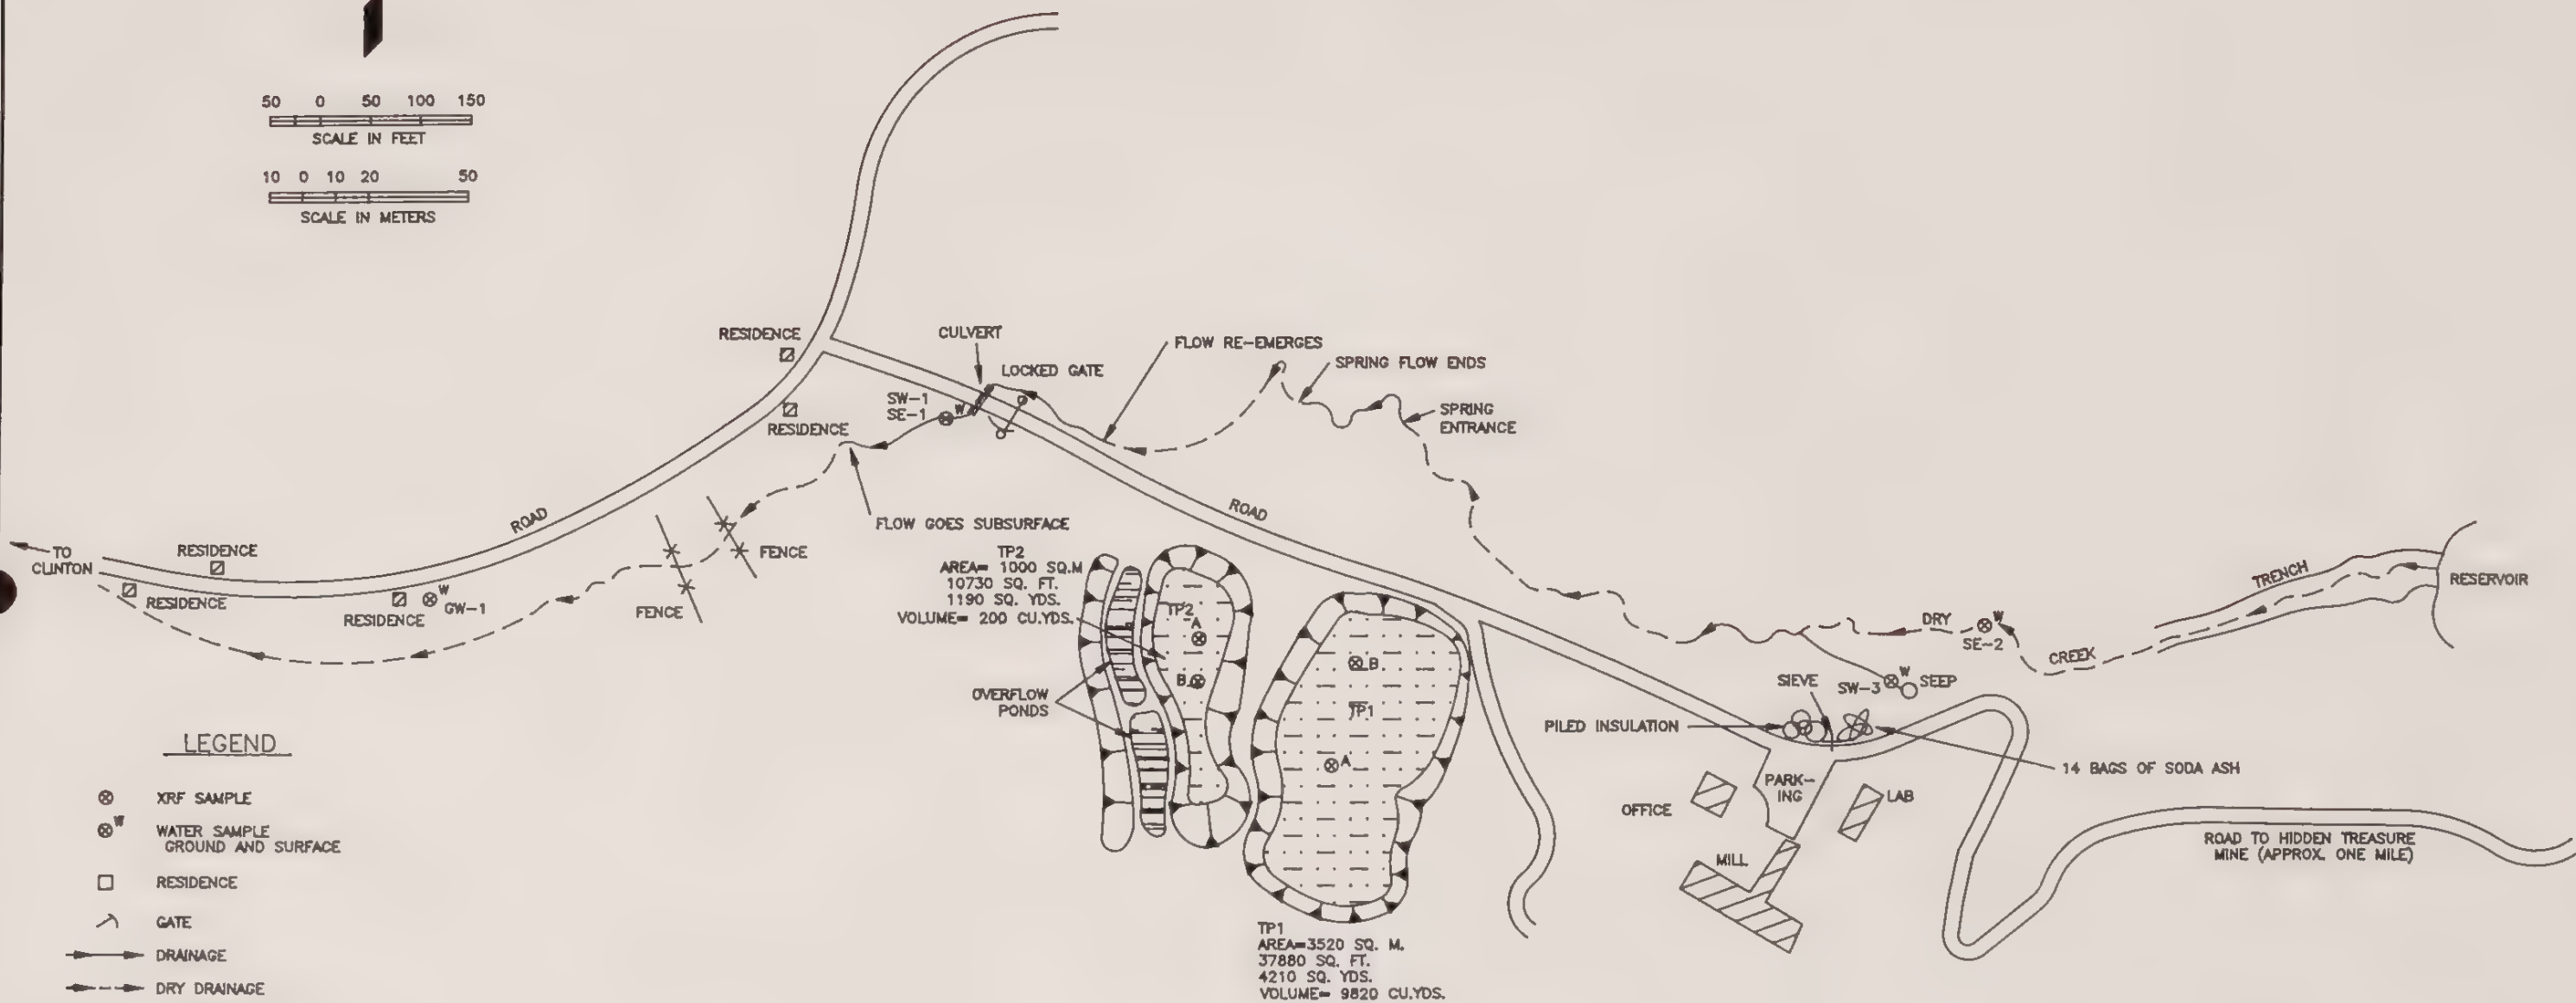 50 0 50 100 150
SCALE IN FEET
10 0 10 20 50
SCALE IN METERS
RESIDENCE
CULVERT
LOCKED GATE
FLOW RE-EMERGES
SPRING FLOW ENDS
SPRING
ENTRANCE
SW-1
SE-1
W
RESIDENCE
ROAD
FLOW GOES SUBSURFACE
ROAD
TO
CLINTON
RESIDENCE
RESIDENCE
RESIDENCE
W
GW-1
FENCE
FENCE
TP2
AREA= 1000 SQ.M
10730 SQ. FT.
1190 SQ. YDS.
VOLUME= 200 CU.YDS.
TP2
A
B
OVERFLOW
PONDS
B
TP1
A
TRENCH
RESERVOIR
DRY
W
SE-2
CREEK
W
SW-3
SEEP
SIEVE
PILED INSULATION
14 BAGS OF SODA ASH
PARK-
ING
OFFICE
LAB
MILL
ROAD TO HIDDEN TREASURE
MINE (APPROX. ONE MILE)
TP1
AREA=3520 SQ. M.
37880 SQ. FT.
4210 SQ. YDS.
VOLUME= 9820 CU.YDS.
LEGEND
XRF SAMPLE
W
WATER SAMPLE
GROUND AND SURFACE
RESIDENCE
GATE
DRAINAGE
DRY DRAINAGE